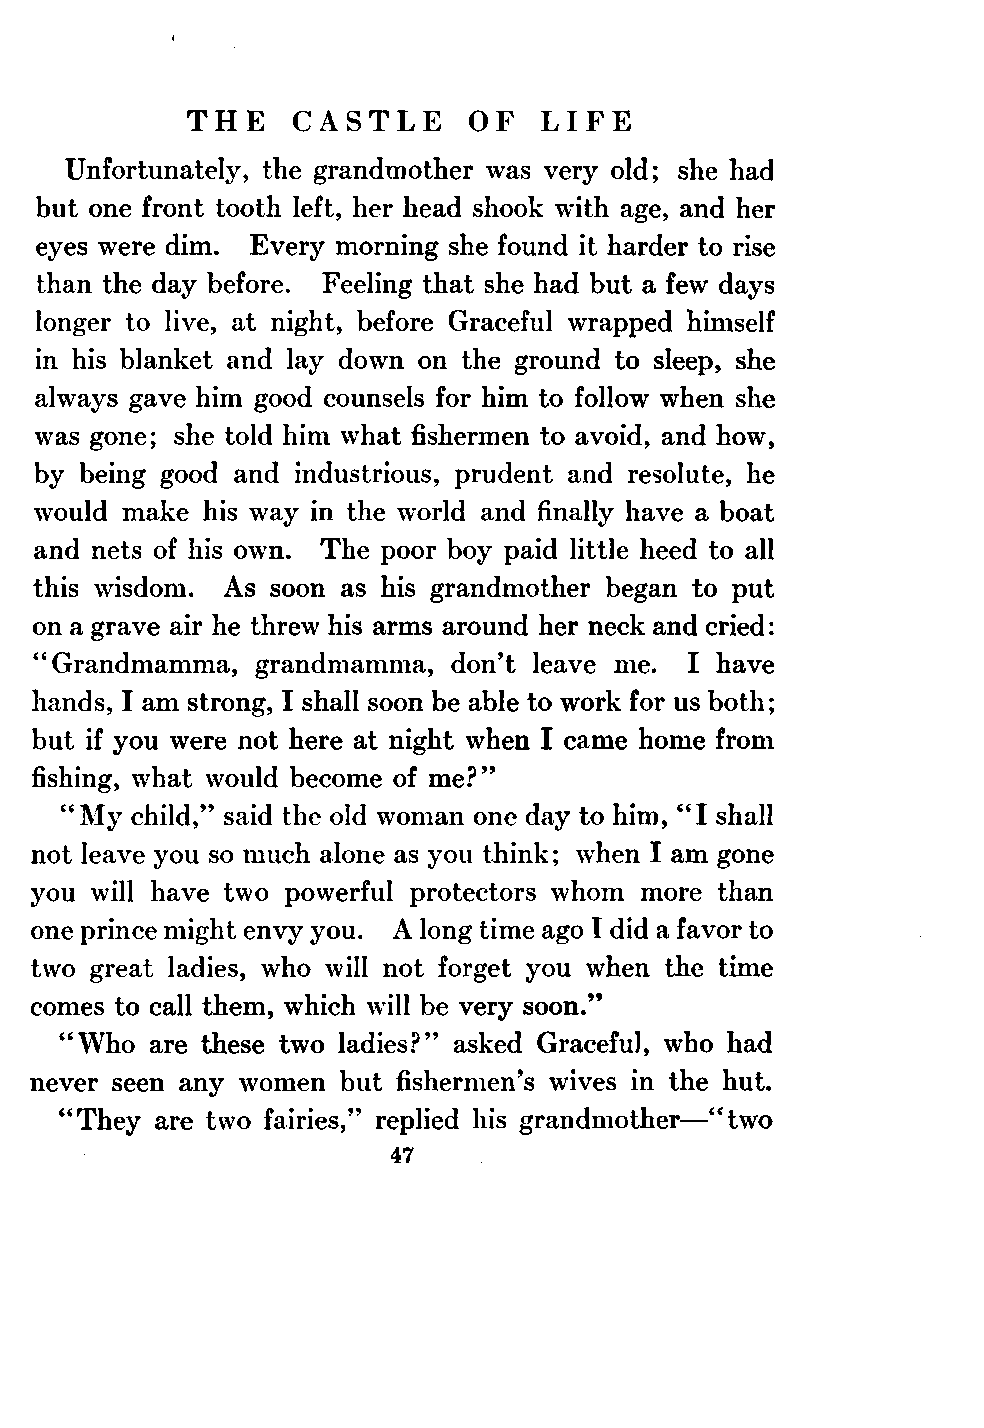 THE CASTLE OF LIFE
Unfortunately, the grandmother was very old; she had
but one front tooth left, her head shook with age, and her
eyes were dim. Every morning she found it harder to rise
than the day before. Feeling that she had but a few days
longer to live, at night, before Graceful wrapped himself
in his blanket and lay down on the ground to sleep, she
always gave him good counsels for him to follow when she
was gone; she told him what fishermen to avoid, and how,
by being good and industrious, prudent and resolute, he
would make his way in the world and finally have a boat
and nets of his own. The poor boy paid little heed to all
this wisdom. As soon as his grandmother began to put
on a grave air he threw his arms around her neck and cried:
"Grandmamma, grandmamma, don't leave me. I have
hands, I am strong, I shall soon be able to work for us both;
but if you were not here at night when I came home from
fishing, what would become of me?"
"My child," said the old woman one day to him, "I shall
not leave you so much alone as you think; when I am gone
you will have two powerful protectors whom more than
one prince might envy you. A long time ago I did a favor to
two great ladies, who will not forget you when the time
comes to call them, which will be very soon."
"Who are these two ladies?" asked Graceful, who had
never seen any women but fishermen's wives in the hut.
"They are two fairies," replied his grandmother—"two
47